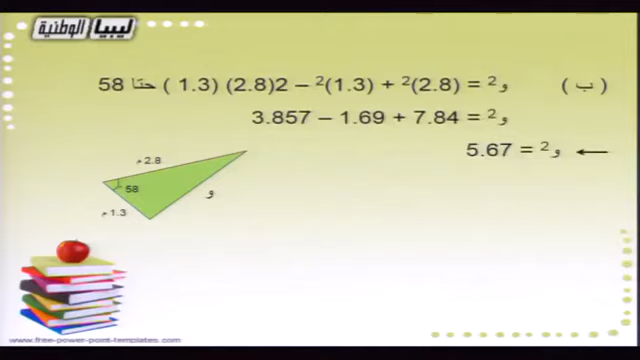 ليبيا الوطنية
( ب ) و² = (2.8)² + (1.3)² – 2(2.8) (1.3 ) حتا 58
و² = 7.84 + 1.69 – 3.857
← و² = 5.67
2.8 م
58
و
1.3 م
www.free-power-point-templates.com